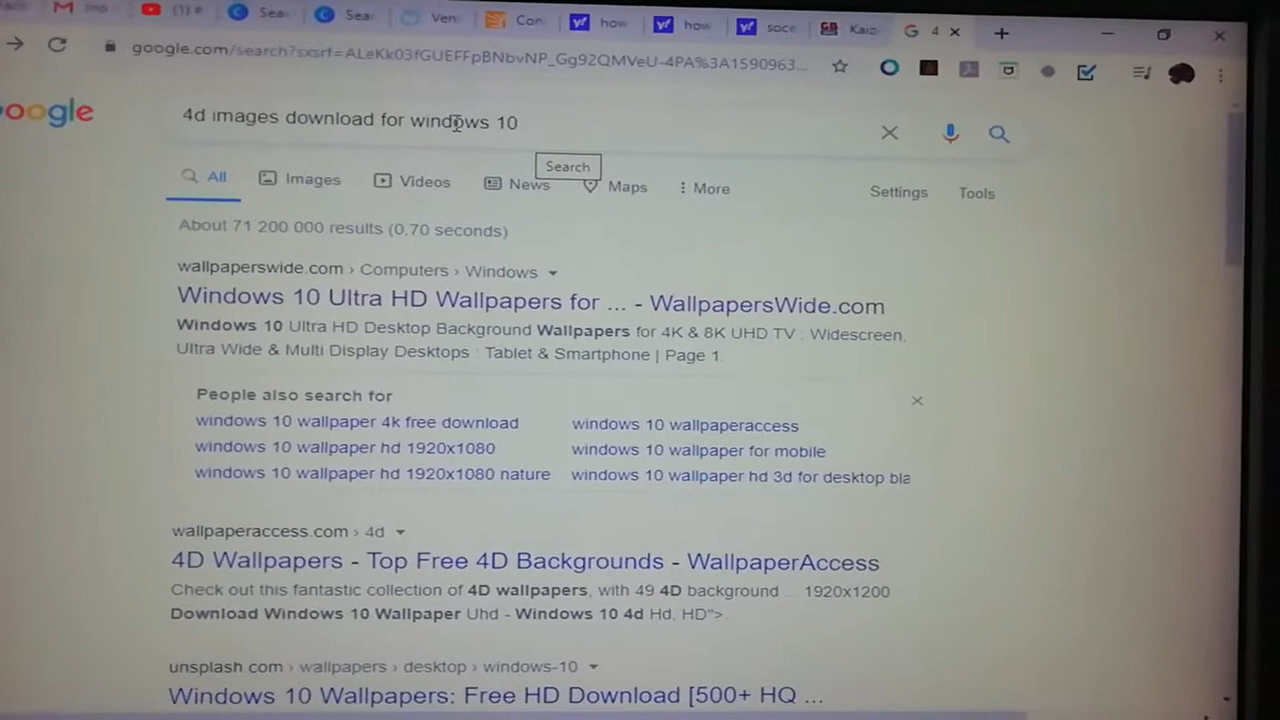 (1)
Sea
Sea
Ven
Con
how
how
soce
Kaiz
4
google.com/search?sxsrf=ALeKk03fGUEFFpBNbvNP_Gg92QMVeU-4PA%3A1590963...
oogle
4d images download for windows 10
Search
All Images Videos News Maps More Settings Tools
About 71 200 000 results (0,70 seconds)
wallpaperswide.com › Computers › Windows
Windows 10 Ultra HD Wallpapers for ... - WallpapersWide.com
Windows 10 Ultra HD Desktop Background Wallpapers for 4K & 8K UHD TV : Widescreen,
Ultra Wide & Multi Display Desktops : Tablet & Smartphone | Page 1.
People also search for
windows 10 wallpaper 4k free download windows 10 wallpaperaccess
windows 10 wallpaper hd 1920x1080 windows 10 wallpaper for mobile
windows 10 wallpaper hd 1920x1080 nature windows 10 wallpaper hd 3d for desktop bla
wallpaperaccess.com › 4d
4D Wallpapers - Top Free 4D Backgrounds - WallpaperAccess
Check out this fantastic collection of 4D wallpapers, with 49 4D background ... 1920x1200
Download Windows 10 Wallpaper Uhd - Windows 10 4d Hd, HD">
unsplash.com › wallpapers › desktop › windows-10
Windows 10 Wallpapers: Free HD Download [500+ HQ ...